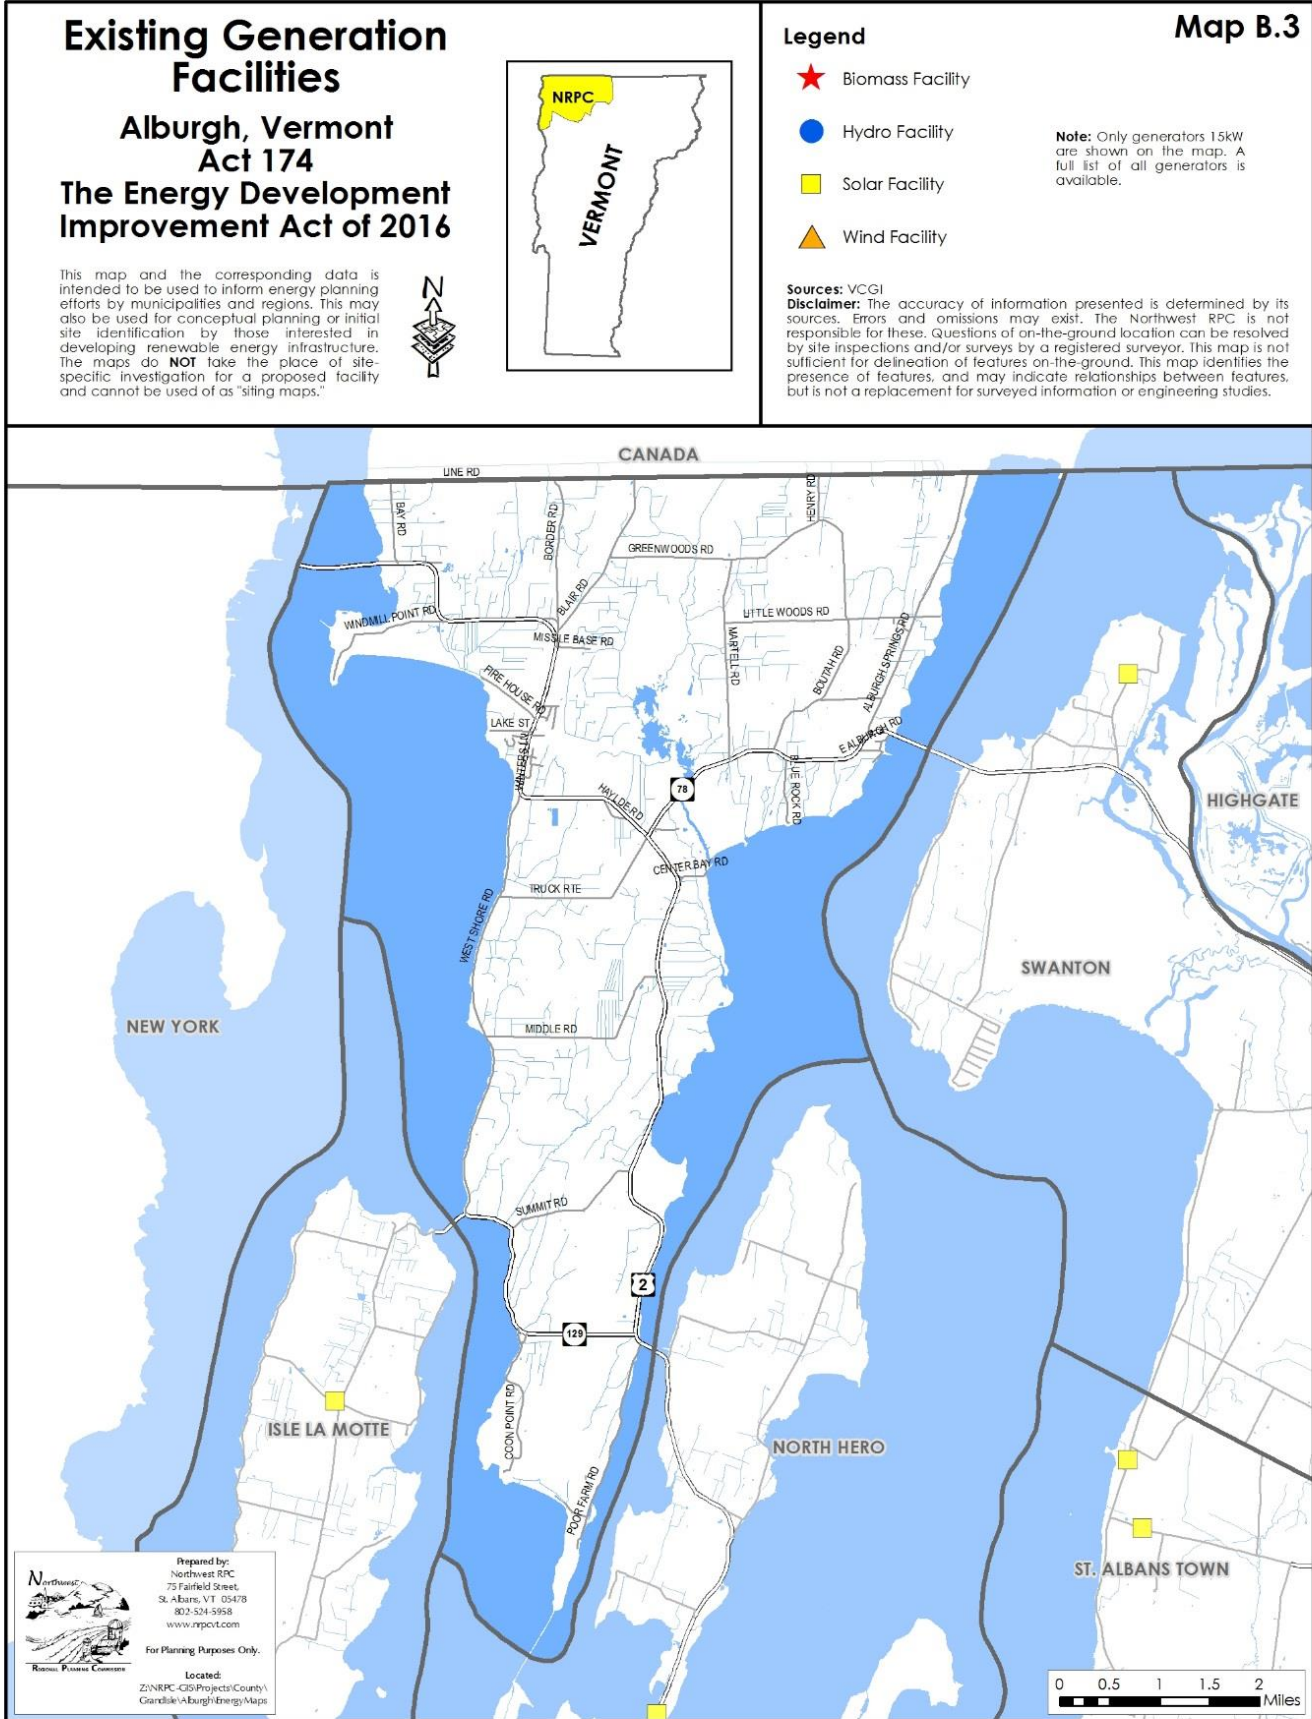 Existing Generation
Facilities
Alburgh, Vermont
Act 174
The Energy Development
Improvement Act of 2016
This map and the corresponding data is
intended to be used to inform energy planning
efforts by municipalities and regions. This may
also be used for conceptual planning or initial
site identification by those interested in
developing renewable energy infrastructure.
The maps do NOT take the place of site-
specific investigation for a proposed facility
and cannot be used of as "siting maps."
N
NRPC
VERMONT
Map B.3
Legend
Biomass Facility
Hydro Facility
Solar Facility
Wind Facility
Note: Only generators 15kW
are shown on the map. A
full list of all generators is
available.
Sources: VCGI
Disclaimer: The accuracy of information presented is determined by its
sources. Errors and omissions may exist. The Northwest RPC is not
responsible for these. Questions of on-the-ground location can be resolved
by site inspections and/or surveys by a registered surveyor. This map is not
sufficient for delineation of features on-the-ground. This map identifies the
presence of features, and may indicate relationships between features,
but is not a replacement for surveyed information or engineering studies.
CANADA
LINE RD
BAY RD
BORDER RD
HENRY RD
GREENWOODS RD
BLAIR RD
WINDMILL POINT RD
LITTLE WOODS RD
MISSLE BASE RD
MARTELL RD
BOUTAH RD
ALBURGH SPRINGS RD
FIRE HOUSE RD
LAKE ST
WINTERS LN
E ALBURGH RD
BLUE ROCK RD
78
HAYLDE RD
HIGHGATE
CENTER BAY RD
TRUCK RTE
WEST SHORE RD
SWANTON
NEW YORK
MIDDLE RD
SUMMIT RD
2
129
COON POINT RD
ISLE LA MOTTE
NORTH HERO
POOR FARM RD
ST. ALBANS TOWN
Northwest
REGIONAL PLANNING COMMISSION
Prepared by:
Northwest RPC
75 Fairfield Street,
St. Albans, VT 05478
802-524-5958
www.nrpcvt.com
For Planning Purposes Only.
Located:
Z:\NRPC-GIS\Projects\County\
GrandIsle\Alburgh\EnergyMaps
0 0.5 1 1.5 2
Miles